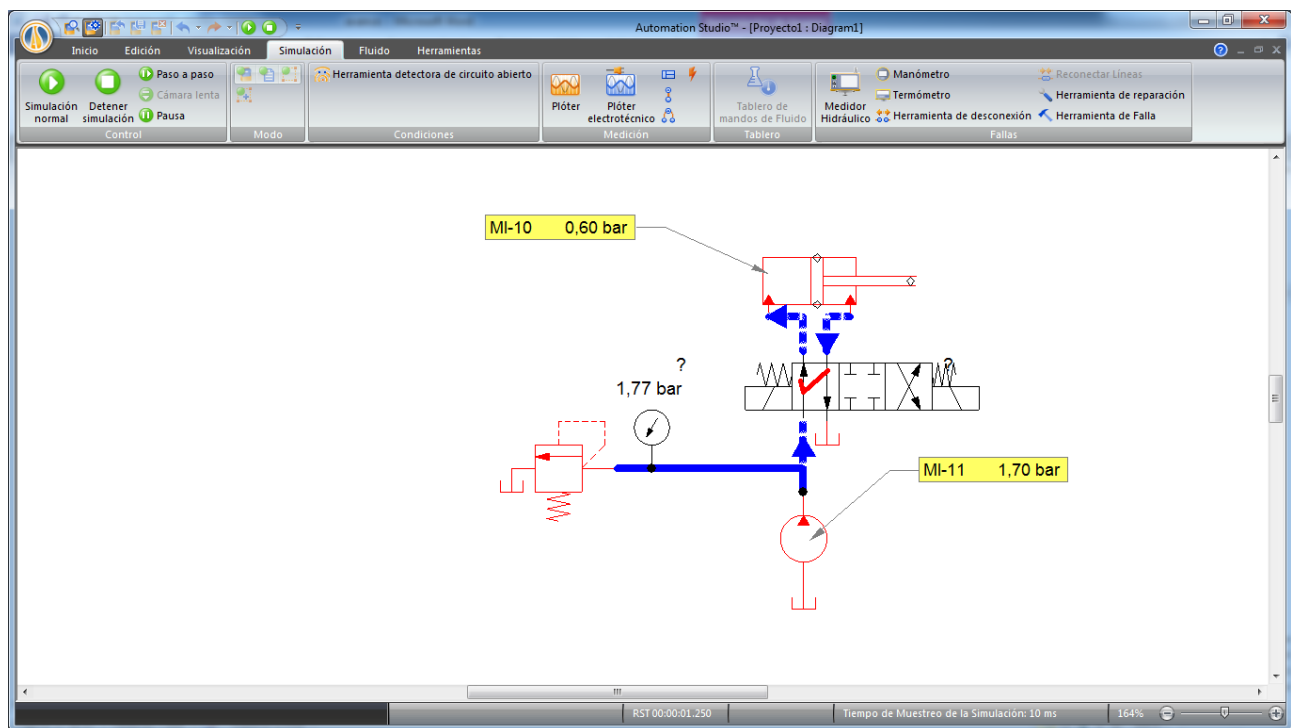 Automation Studio™ - [Proyecto1 : Diagram1]
Inicio Edición Visualización Simulación Fluido Herramientas
Simulación normal
Detener simulación
Paso a paso
Cámara lenta
Pausa
Control
Modo
Herramienta detectora de circuito abierto
Condiciones
Plóter
Plóter electrotécnico
Medición
Tablero de mandos de Fluido
Tablero
Medidor Hidráulico
Manómetro
Termómetro
Herramienta de desconexión
Reconectar Líneas
Herramienta de reparación
Herramienta de Falla
Fallas
MI-10 0,60 bar
?
?
1,77 bar
MI-11 1,70 bar
RST 00:00:01.250
Tiempo de Muestreo de la Simulación: 10 ms
164%